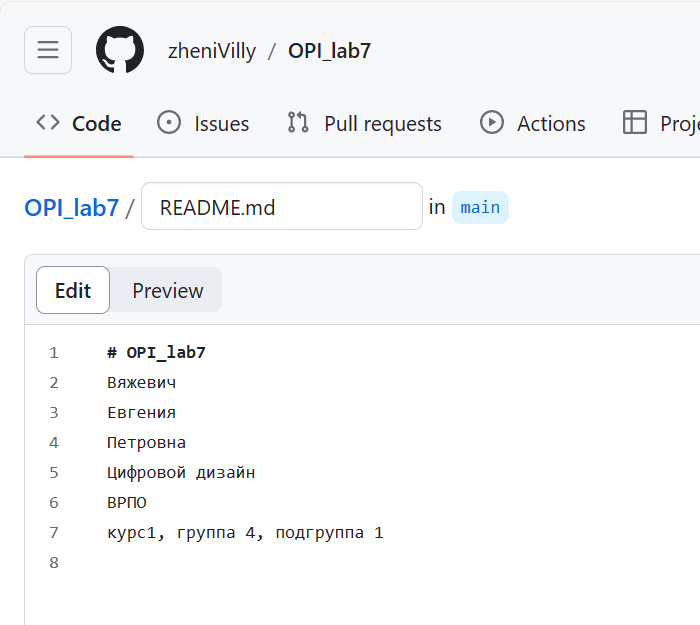 zheniVilly / OPI_lab7
Code Issues Pull requests Actions Proje
OPI_lab7 / README.md in main
Edit Preview
1 # OPI_lab7
2 Вяжевич
3 Евгения
4 Петровна
5 Цифровой дизайн
6 ВРПО
7 курс1, группа 4, подгруппа 1
8